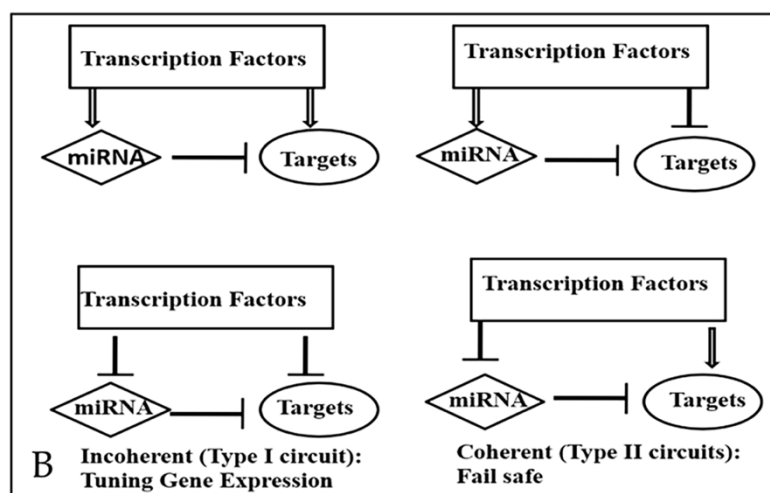 Transcription Factors
Transcription Factors
miRNA
Targets
miRNA
Targets
Transcription Factors
Transcription Factors
miRNA
Targets
miRNA
Targets
B
Incoherent (Type I circuit):
Tuning Gene Expression
Coherent (Type II circuits):
Fail safe